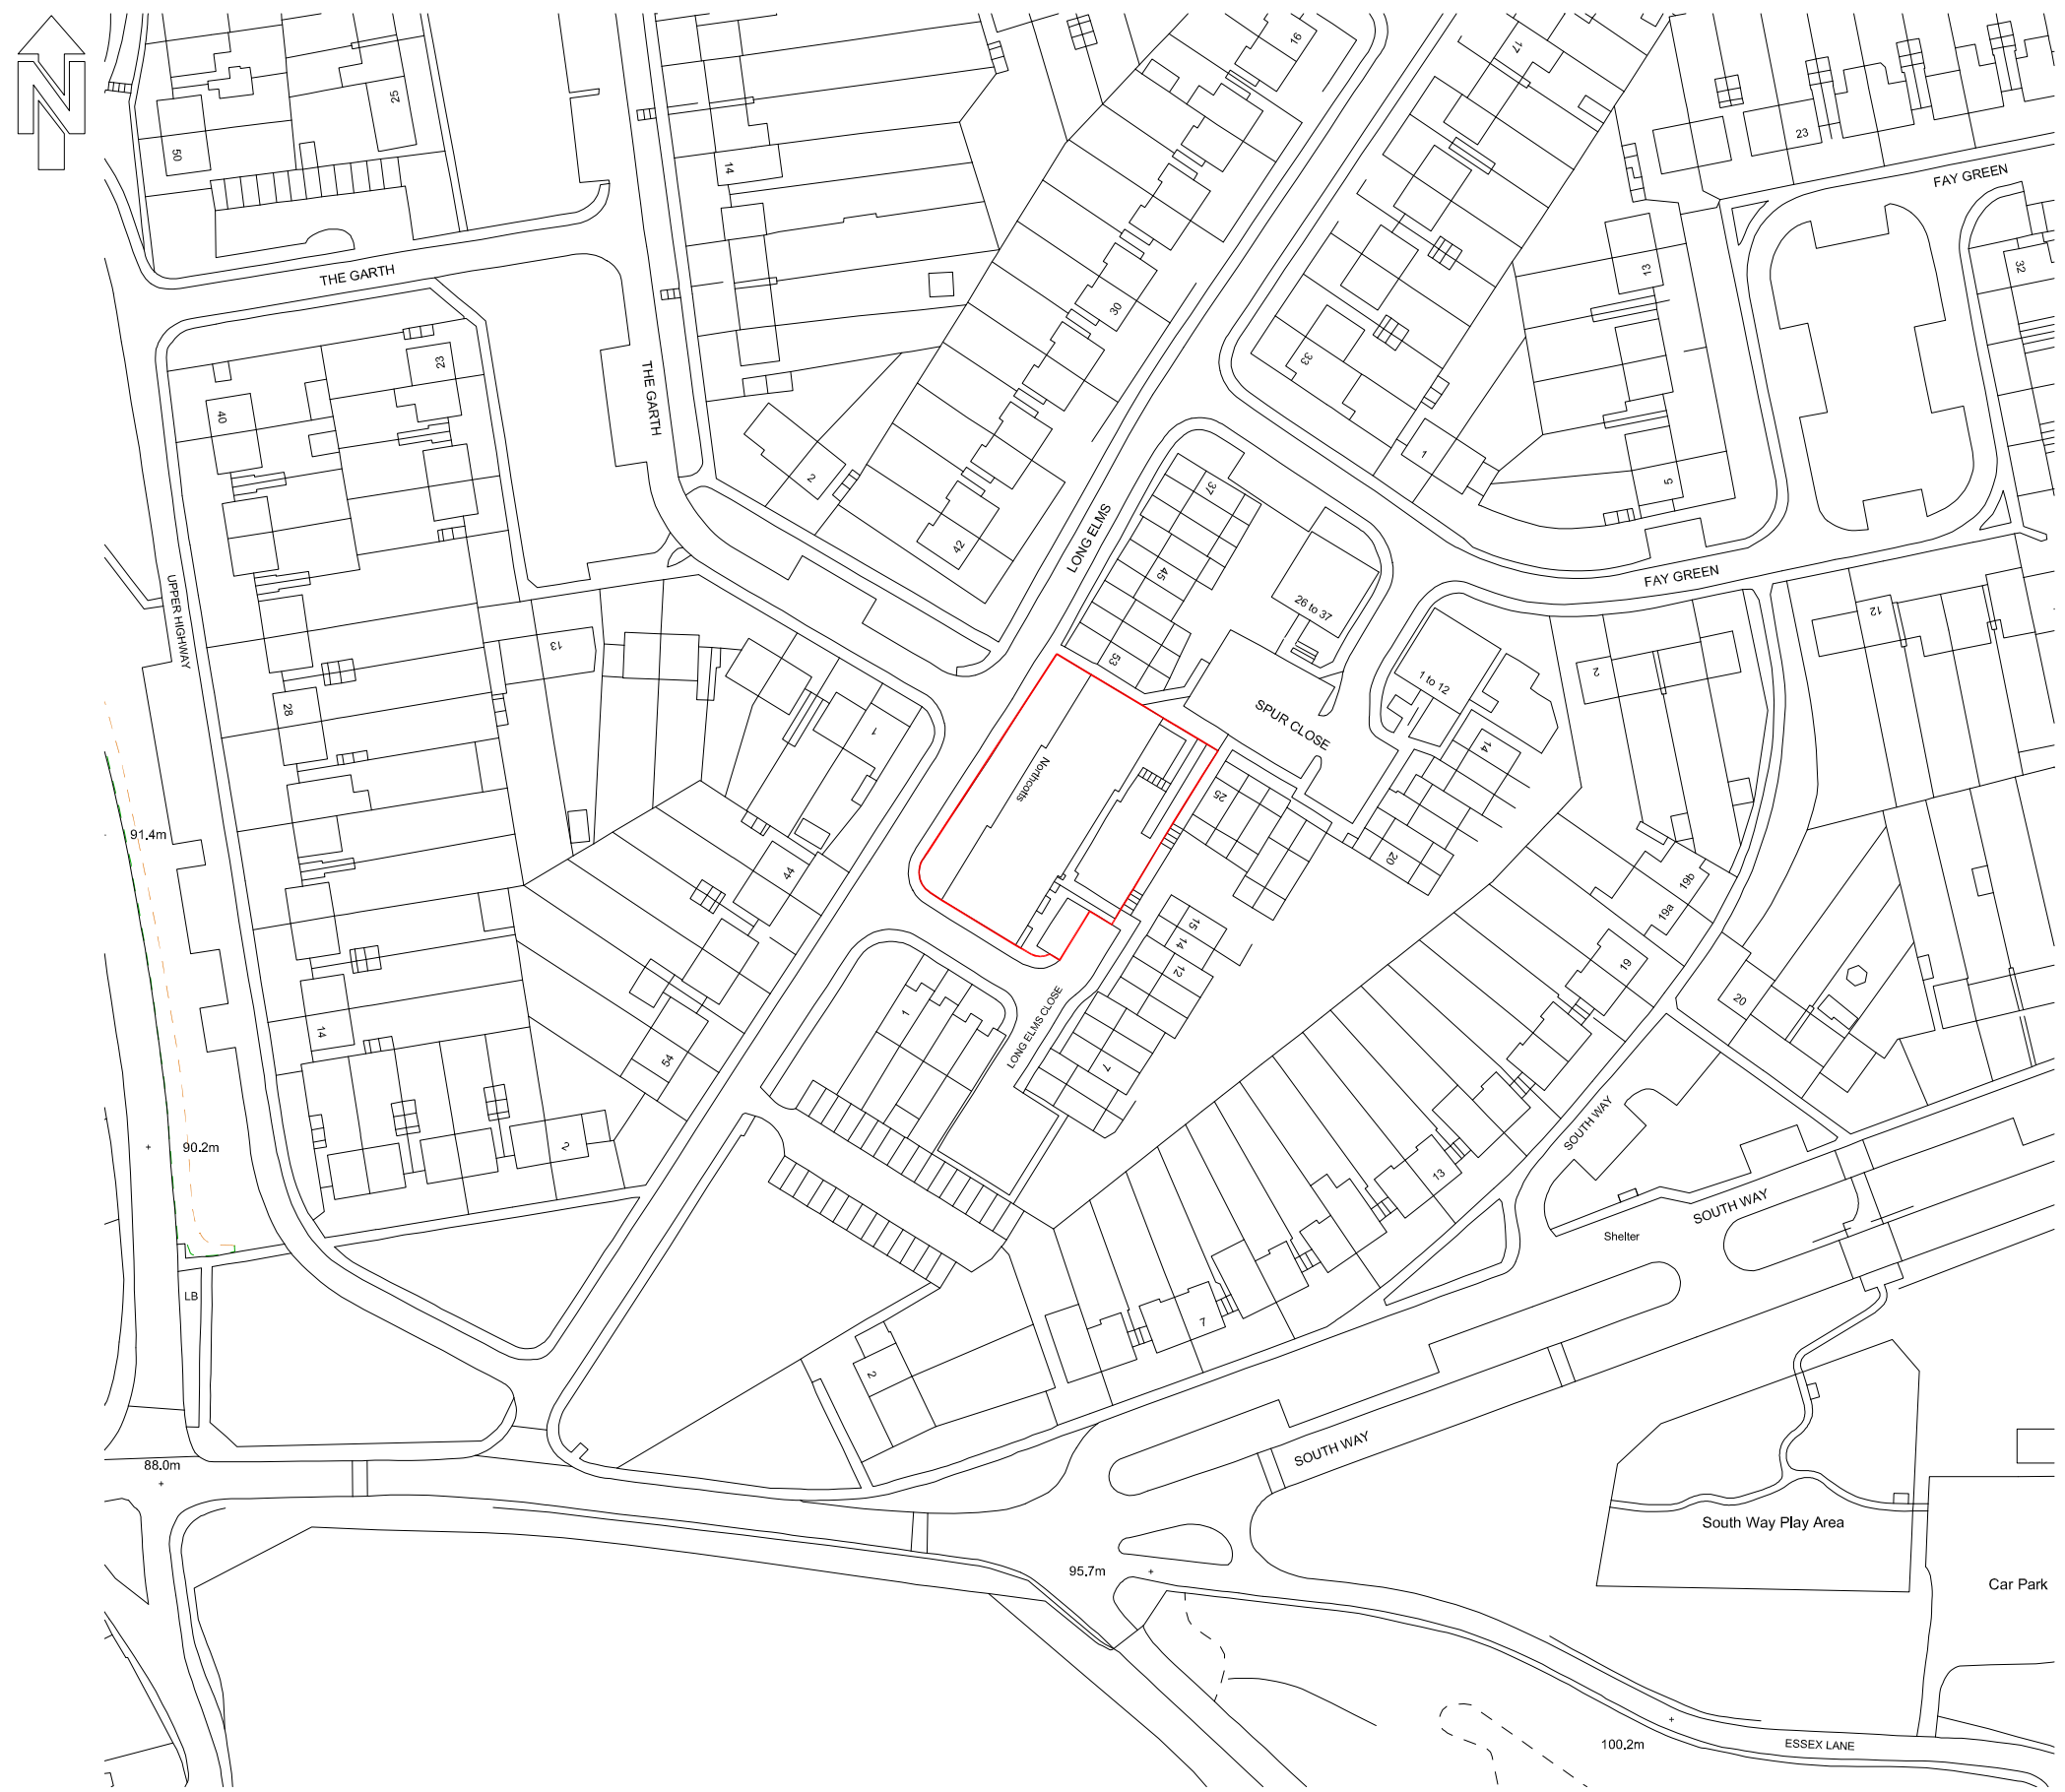 N
16
17
25
50
14
23
FAY GREEN
13
32
THE GARTH
30
33
23
THE GARTH
40
2
1
5
37
LONG ELMS
42
45
26 to 37
FAY GREEN
UPPER HIGHWAY
13
53
1 to 12
2
12
28
1
SPUR CLOSE
14
Northcotts
25
20
91.4m
44
19b
19a
15
14
12
61
20
1
LONG ELMS CLOSE
14
54
7
SOUTH WAY
90.2m
2
13
SOUTH WAY
Shelter
LB
7
2
SOUTH WAY
88.0m
South Way Play Area
95.7m
Car Park
100.2m
ESSEX LANE